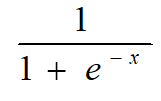 1
1 + e^{-x}